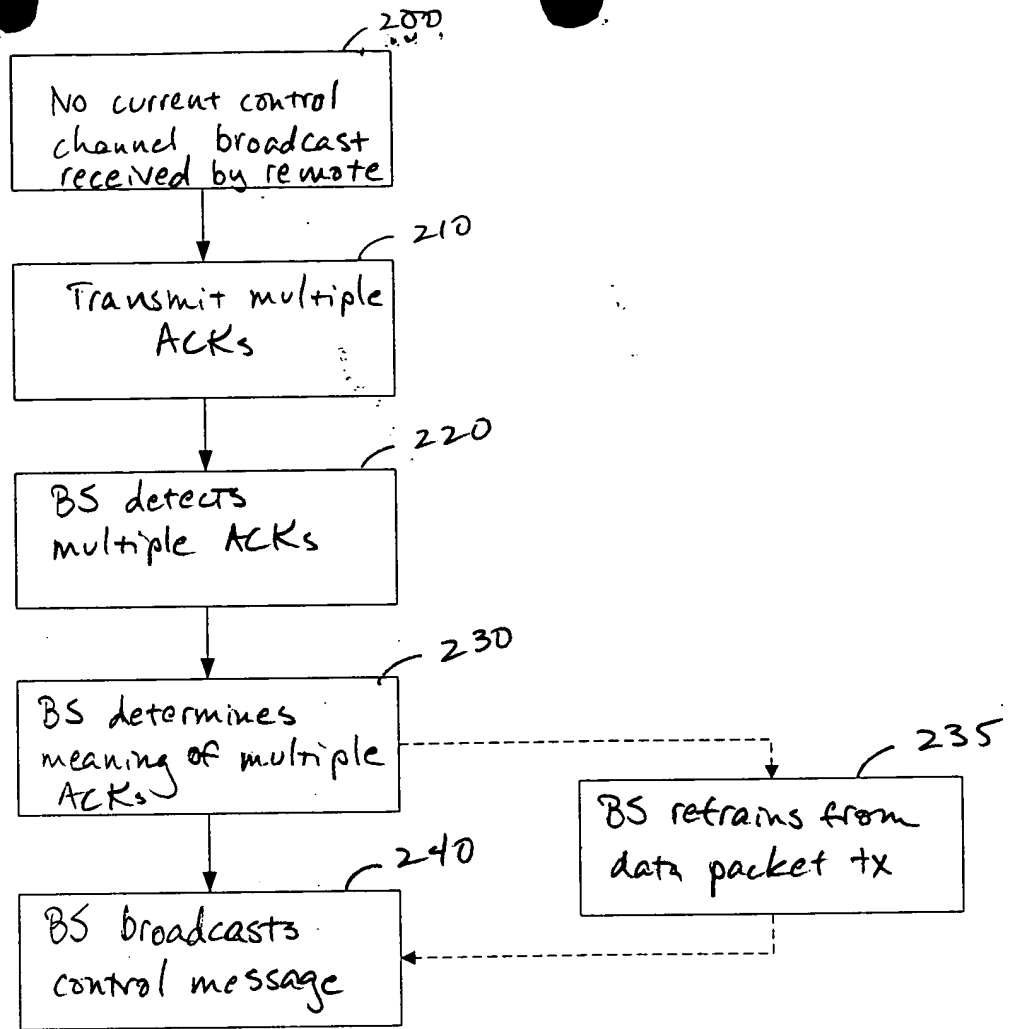 200
No current control
channel broadcast
received by remote
210
Transmit multiple
ACKs
220
BS detects
multiple ACKs
230
BS determines
meaning of multiple
ACKs
235
BS refrains from
data packet tx
240
BS broadcasts
control message